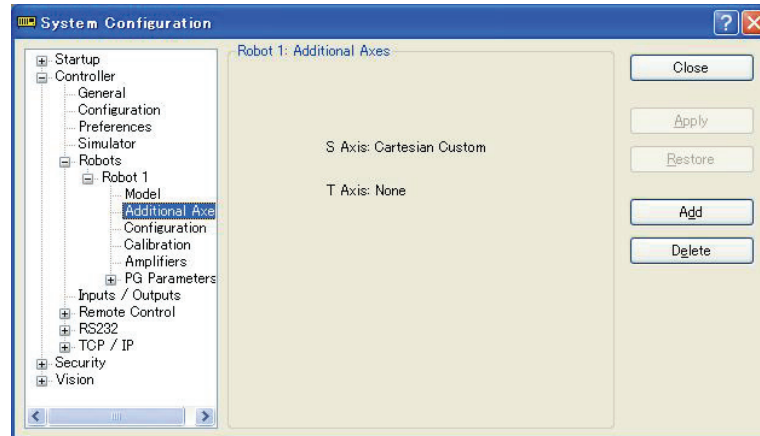 System Configuration
Startup
Controller
General
Configuration
Preferences
Simulator
Robots
Robot 1
Model
Additional Axe
Configuration
Calibration
Amplifiers
PG Parameters
Inputs / Outputs
Remote Control
RS232
TCP / IP
Security
Vision
Robot 1: Additional Axes
S Axis: Cartesian Custom
T Axis: None
Close
Apply
Restore
Add
Delete